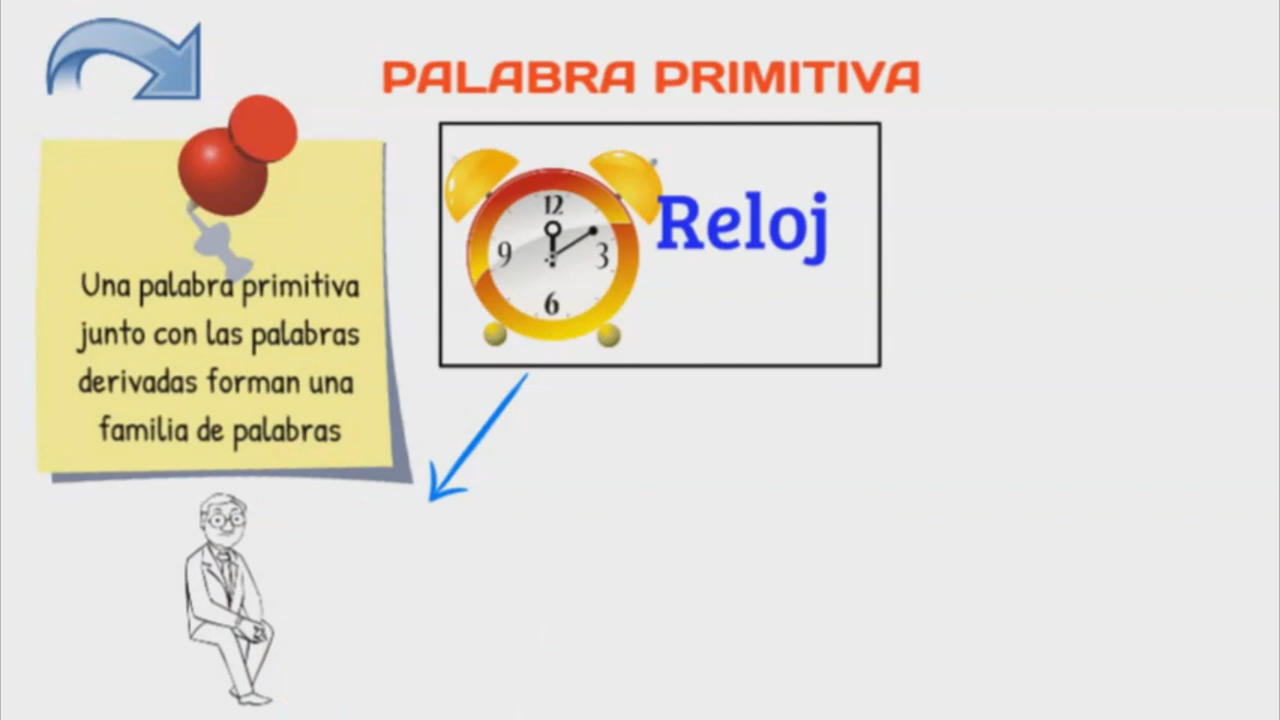 PALABRA PRIMITIVA
Una palabra primitiva
junto con las palabras
derivadas forman una
familia de palabras
12
9
3
6
Reloj